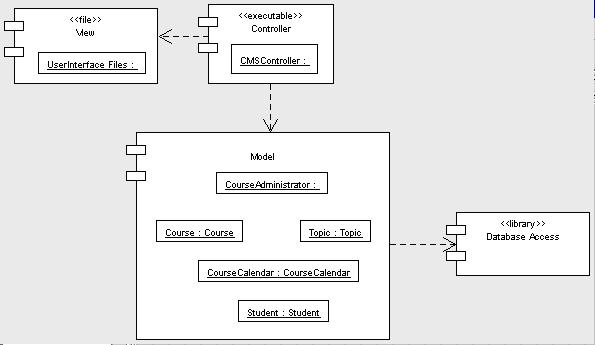 <<file>>
View
UserInterface Files :
<<executable>>
Controller
CMSController :
Model
CourseAdministrator :
Course : Course
Topic : Topic
CourseCalendar : CourseCalendar
Student : Student
<<library>>
Database Access